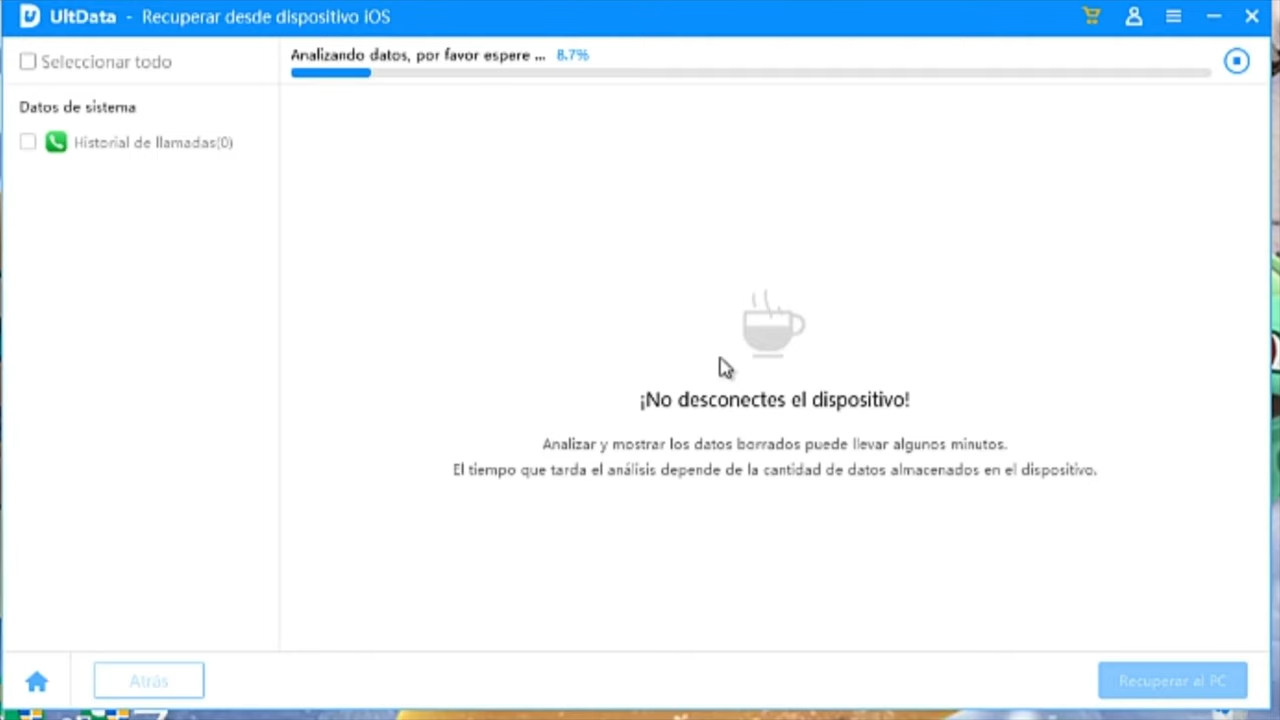 UltData - Recuperar desde dispositivo iOS
Seleccionar todo
Analizando datos, por favor espere ... 8.7%
Datos de sistema
Historial de llamadas(0)
¡No desconectes el dispositivo!
Analizar y mostrar los datos borrados puede llevar algunos minutos.
El tiempo que tarda el análisis depende de la cantidad de datos almacenados en el dispositivo.
Atrás
Recuperar al PC